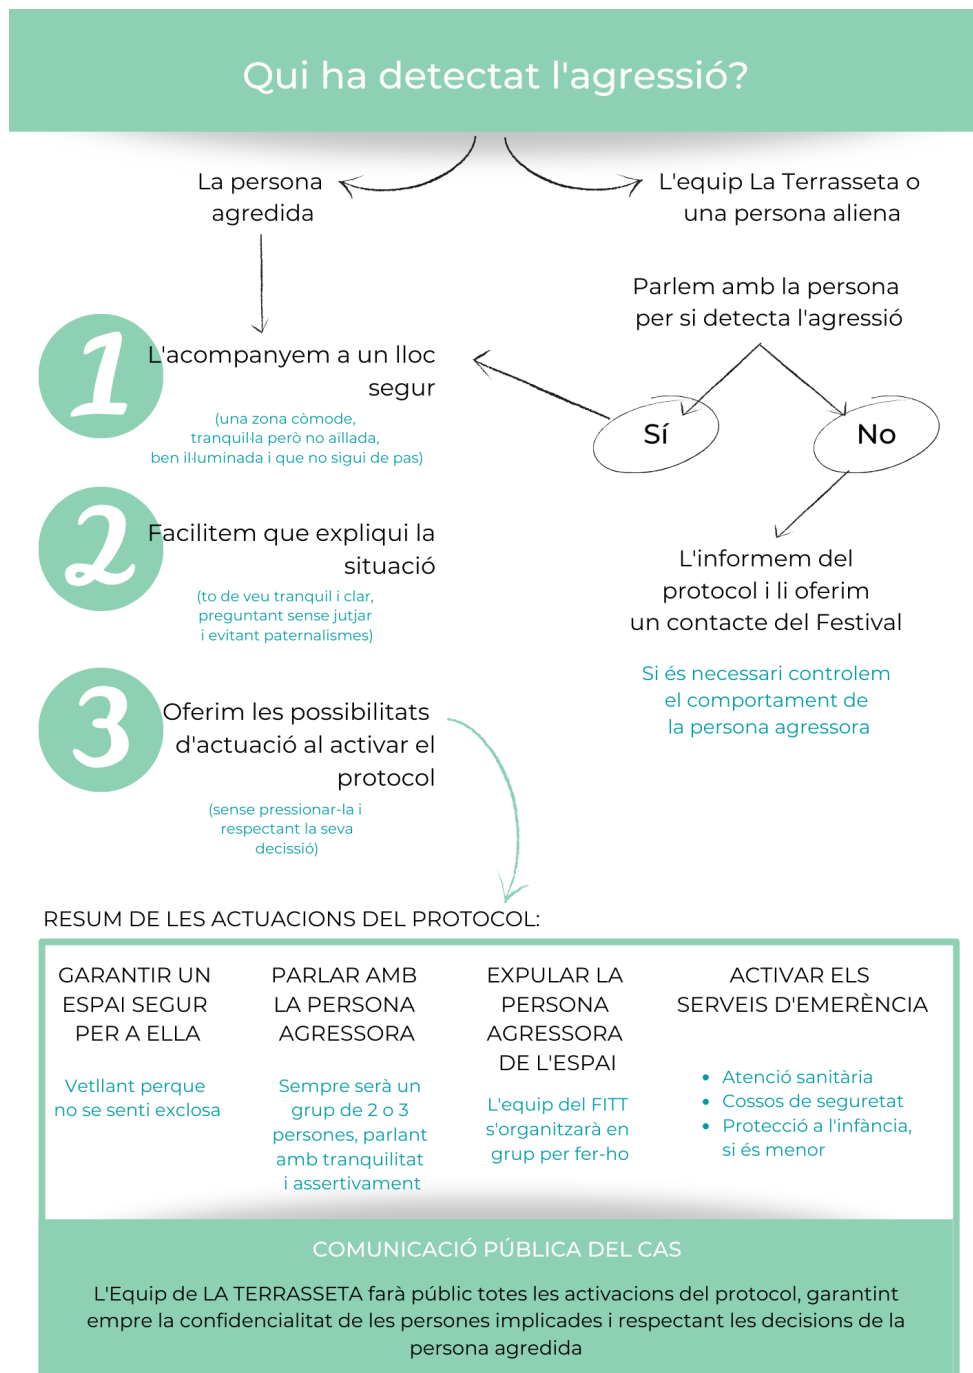 Qui ha detectat l'agressió?
La persona
agredida
L'equip La Terrasseta o
una persona aliena
Parlem amb la persona
per si detecta l'agressió
Sí
No
L'informem del
protocol i li oferim
un contacte del Festival
Si és necessari controlem
el comportament de
la persona agressora
1
L'acompanyem a un lloc
segur
(una zona còmode,
tranquil·la però no aïllada,
ben il·luminada i que no sigui de pas)
2
Facilitem que expliqui la
situació
(to de veu tranquil i clar,
preguntant sense jutjar
i evitant paternalismes)
3
Oferim les possibilitats
d'actuació al activar el
protocol
(sense pressionar-la i
respectant la seva
decissió)
RESUM DE LES ACTUACIONS DEL PROTOCOL:
GARANTIR UN
ESPAI SEGUR
PER A ELLA
Vetllant perque
no se senti exclosa
PARLAR AMB
LA PERSONA
AGRESSORA
Sempre serà un
grup de 2 o 3
persones, parlant
amb tranquilitat
i assertivament
EXPULAR LA
PERSONA
AGRESSORA
DE L'ESPAI
L'equip del FITT
s'organitzarà en
grup per fer-ho
ACTIVAR ELS
SERVEIS D'EMERÈNCIA
• Atenció sanitària
• Cossos de seguretat
• Protecció a l'infància,
si és menor
COMUNICACIÓ PÚBLICA DEL CAS
L'Equip de LA TERRASSETA farà públic totes les activacions del protocol, garantint
empre la confidencialitat de les persones implicades i respectant les decisions de la
persona agredida